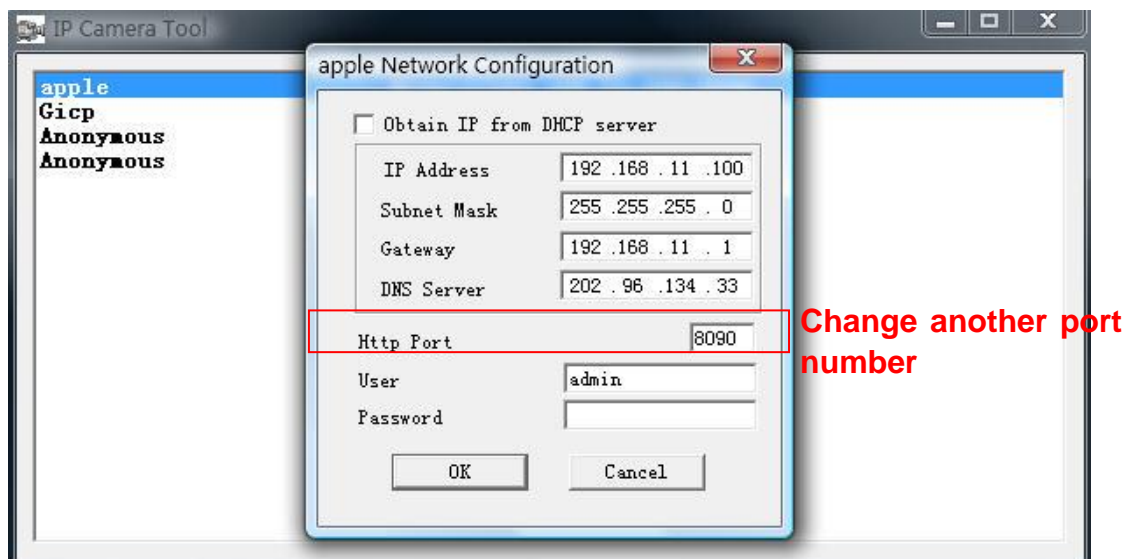 IP Camera Tool
apple
Gicp
Anonymous
Anonymous
apple Network Configuration
Obtain IP from DHCP server
IP Address 192 .168 . 11 .100
Subnet Mask 255 .255 .255 . 0
Gateway 192 .168 . 11 . 1
DNS Server 202 . 96 .134 . 33
Http Port 8090
Change another port
number
User admin
Password
OK Cancel